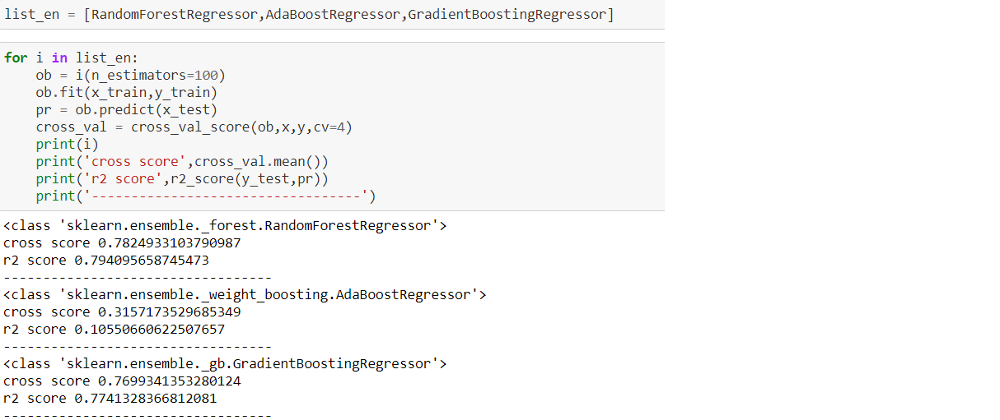 list_en = [RandomForestRegressor,AdaBoostRegressor,GradientBoostingRegressor]
for i in list_en:
    ob = i(n_estimators=100)
    ob.fit(x_train,y_train)
    pr = ob.predict(x_test)
    cross_val = cross_val_score(ob,x,y,cv=4)
    print(i)
    print('cross score',cross_val.mean())
    print('r2 score',r2_score(y_test,pr))
    print('----------------------------------')
<class 'sklearn.ensemble._forest.RandomForestRegressor'>
cross score 0.7824933103790987
r2 score 0.794095658745473
----------------------------------
<class 'sklearn.ensemble._weight_boosting.AdaBoostRegressor'>
cross score 0.3157173529685349
r2 score 0.10550660622507657
----------------------------------
<class 'sklearn.ensemble._gb.GradientBoostingRegressor'>
cross score 0.7699341353280124
r2 score 0.7741328366812081
----------------------------------